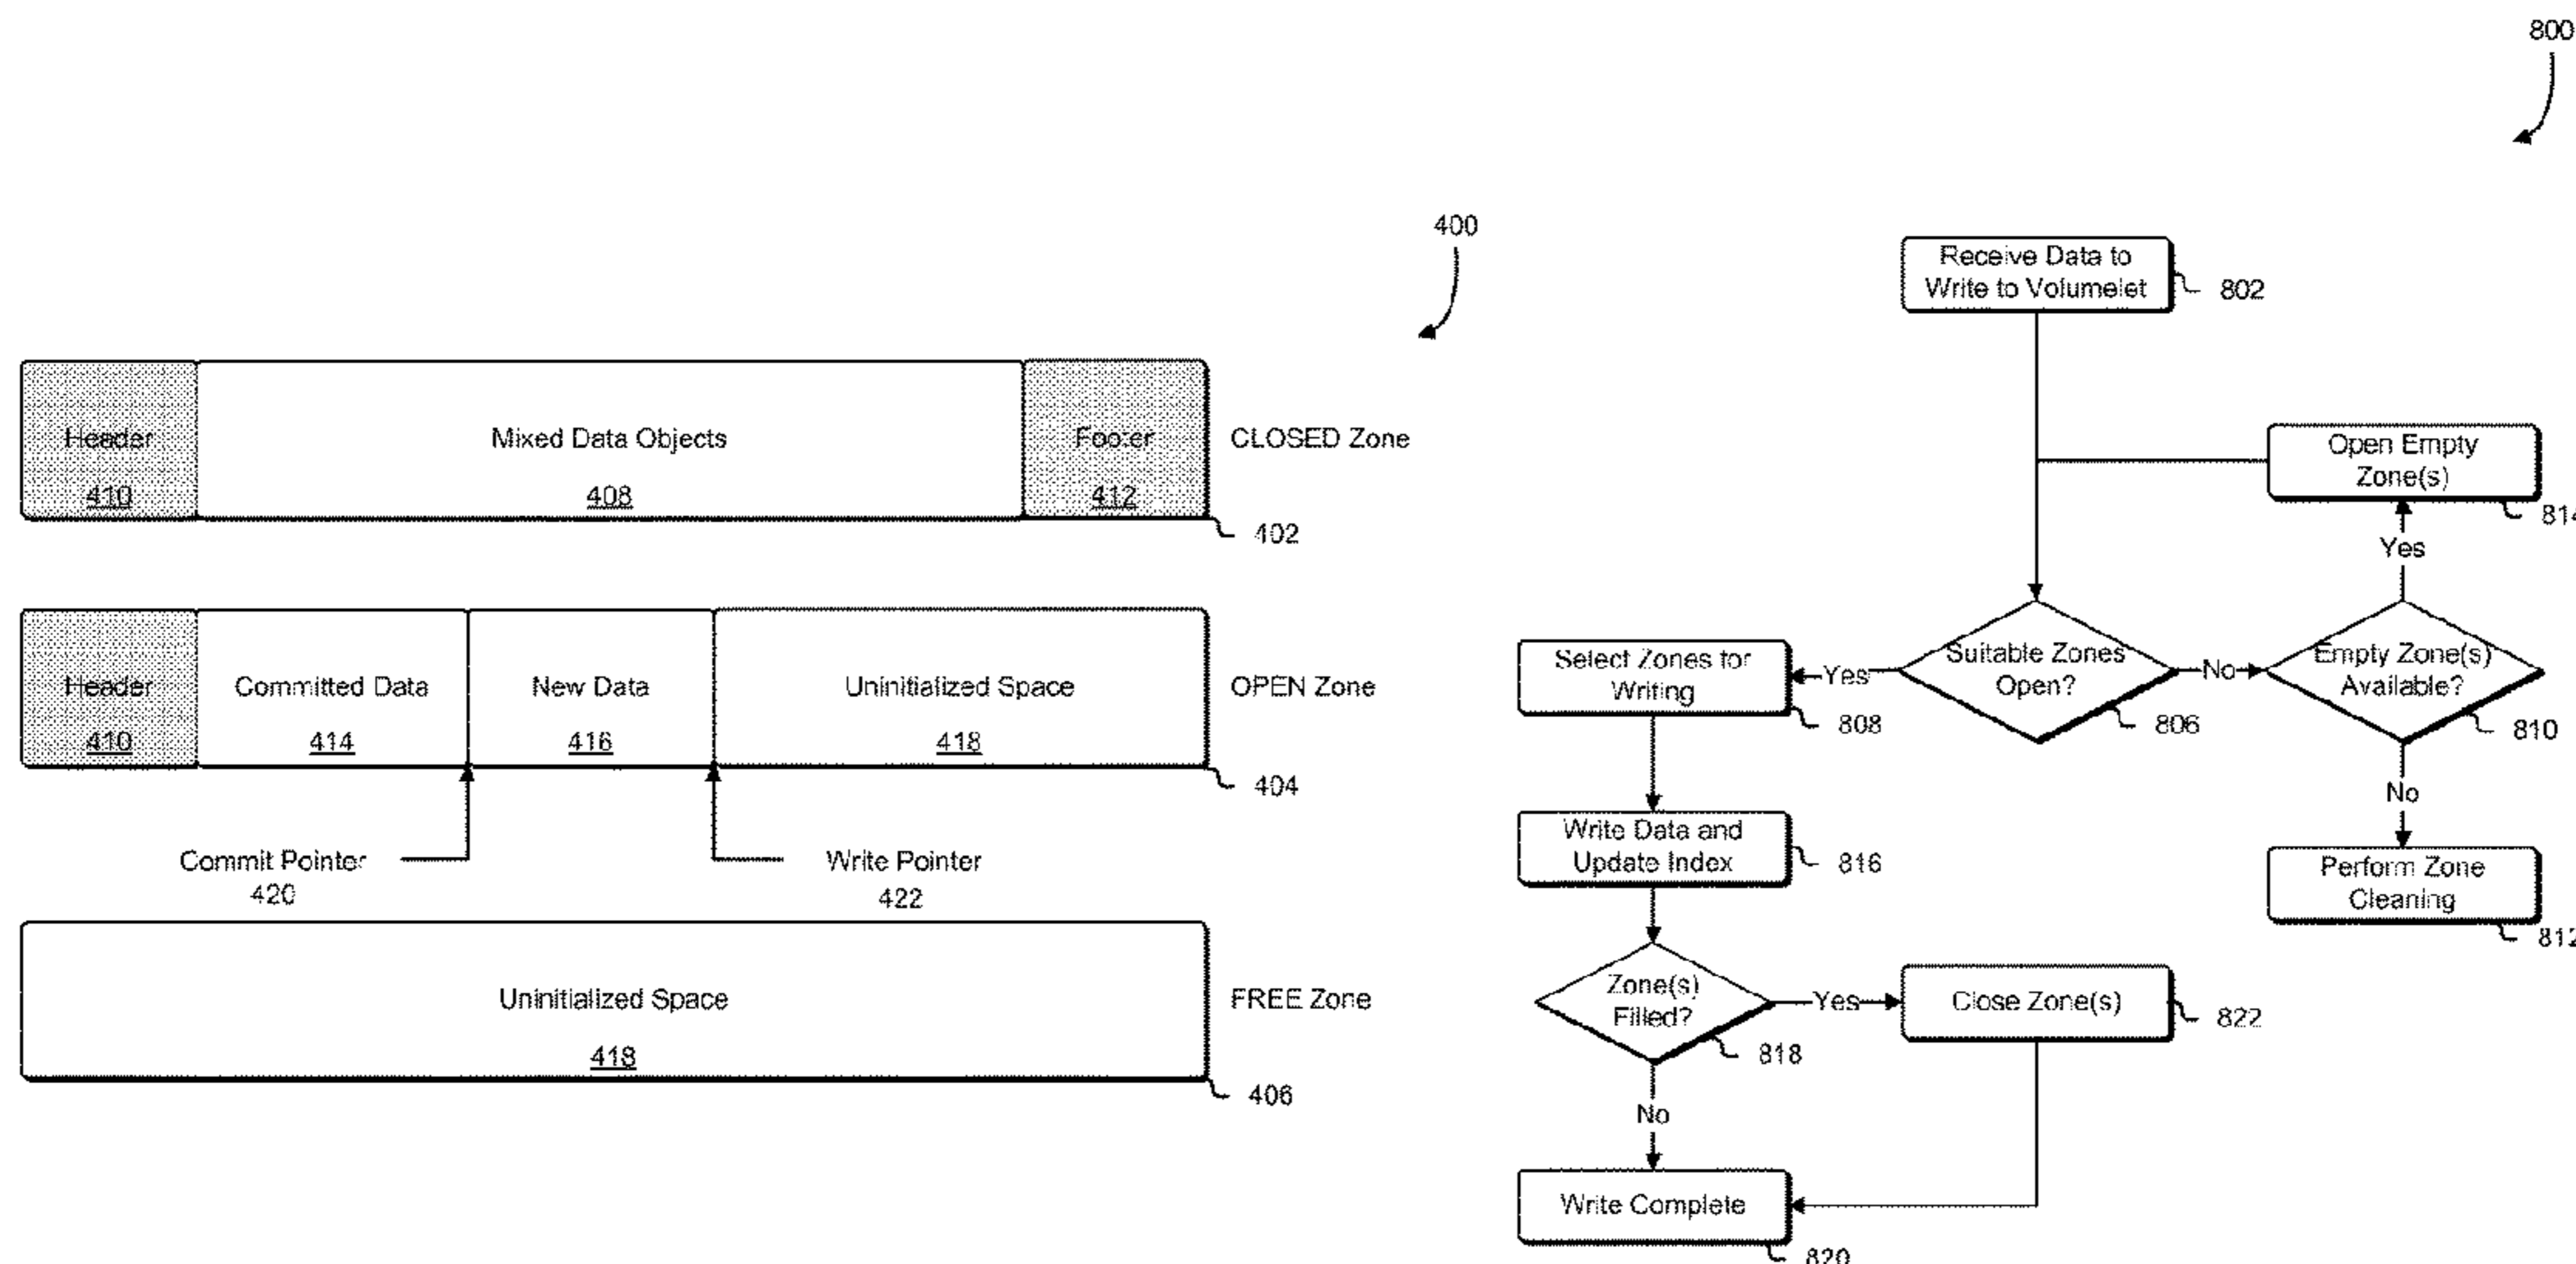 800
400
Header
410
Mixed Data Objects
408
Footer
412
CLOSED Zone
402
Header
410
Committed Data
414
New Data
416
Uninitialized Space
418
OPEN Zone
404
Commit Pointer
420
Write Pointer
422
Uninitialized Space
418
FREE Zone
406
Receive Data to
Write to Volumelet
802
Open Empty
Zone(s)
814
Yes
Suitable Zones
Open?
806
No
Empty Zone(s)
Available?
810
Yes
Select Zones for
Writing
808
No
Perform Zone
Cleaning
812
Write Data and
Update Index
816
Zone(s)
Filled?
818
Yes
Close Zone(s)
822
No
Write Complete
820